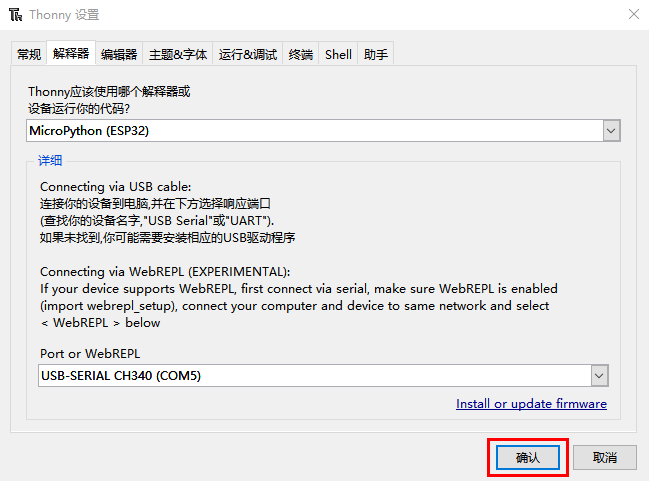 Thonny 设置
常规 解释器 编辑器 主题&字体 运行&调试 终端 Shell 助手
Thonny应该使用哪个解释器或
设备运行你的代码?
MicroPython (ESP32)
详细
Connecting via USB cable:
连接你的设备到电脑,并在下方选择响应端口
(查找你的设备名字,"USB Serial"或"UART").
如果未找到,你可能需要安装相应的USB驱动程序
Connecting via WebREPL (EXPERIMENTAL):
If your device supports WebREPL, first connect via serial, make sure WebREPL is enabled
(import webrepl_setup), connect your computer and device to same network and select
< WebREPL > below
Port or WebREPL
USB-SERIAL CH340 (COM5)
Install or update firmware
确认 取消